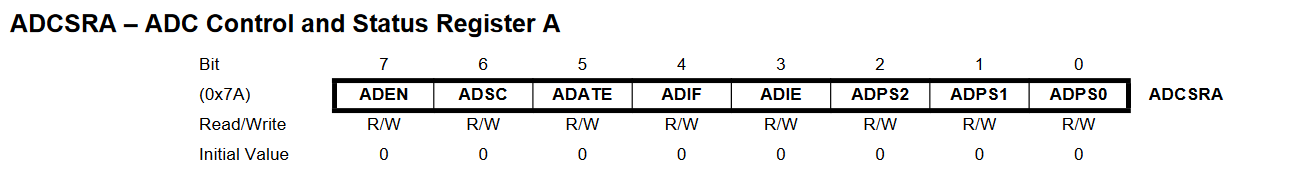 ADCSRA – ADC Control and Status Register A
Bit 7 6 5 4 3 2 1 0
(0x7A) ADEN ADSC ADATE ADIF ADIE ADPS2 ADPS1 ADPS0 ADCSRA
Read/Write R/W R/W R/W R/W R/W R/W R/W R/W
Initial Value 0 0 0 0 0 0 0 0